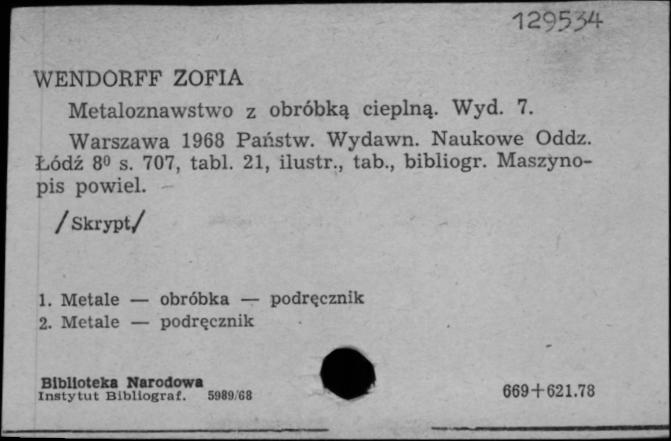 129534
WENDORFF ZOFIA
Metaloznawstwo z obróbką cieplną. Wyd. 7.
Warszawa 1968 Państw. Wydawn. Naukowe Oddz.
Łódź 8⁰ s. 707, tabl. 21, ilustr., tab., bibliogr. Maszyno-
pis powiel.
/Skrypt/
1. Metale — obróbka — podręcznik
2. Metale — podręcznik
Biblioteka Narodowa
Instytut Bibliograf. 5989/68
669+621.78